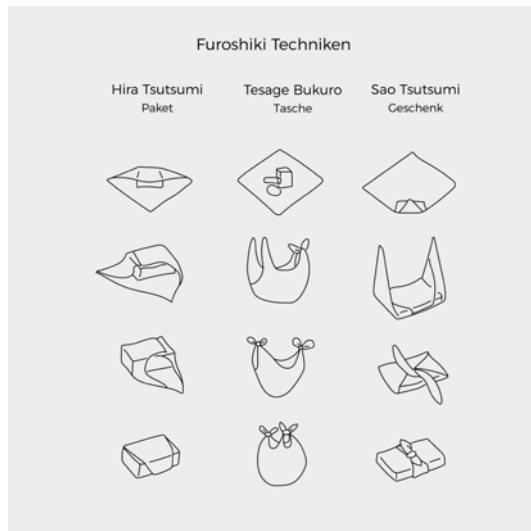 Furoshiki Techniken
Hira Tsutsumi
Paket
Tesage Bukuro
Tasche
Sao Tsutsumi
Geschenk